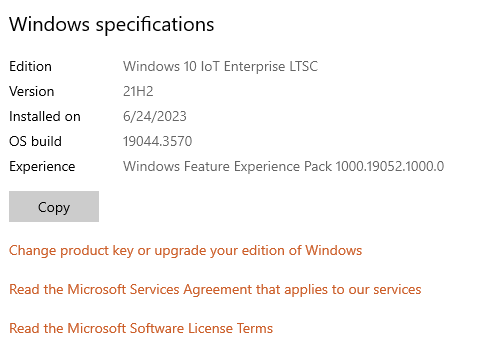 Windows specifications
Edition Windows 10 IoT Enterprise LTSC
Version 21H2
Installed on 6/24/2023
OS build 19044.3570
Experience Windows Feature Experience Pack 1000.19052.1000.0
Copy
Change product key or upgrade your edition of Windows
Read the Microsoft Services Agreement that applies to our services
Read the Microsoft Software License Terms